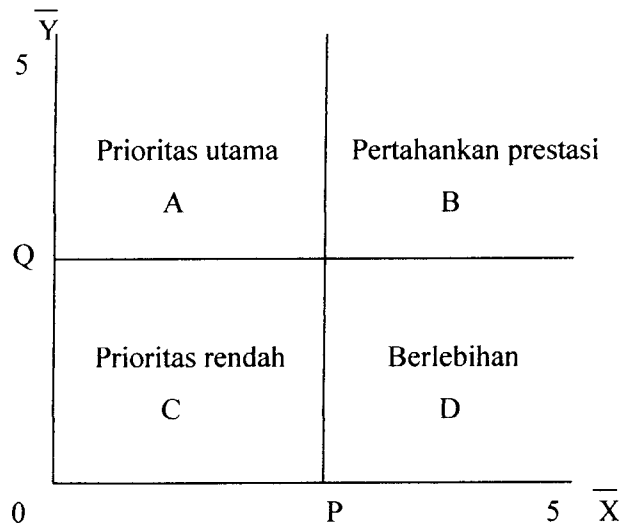 Y
5
Prioritas utama Pertahankan prestasi
A B
Q
Prioritas rendah Berlebihan
C D
0 P 5 X